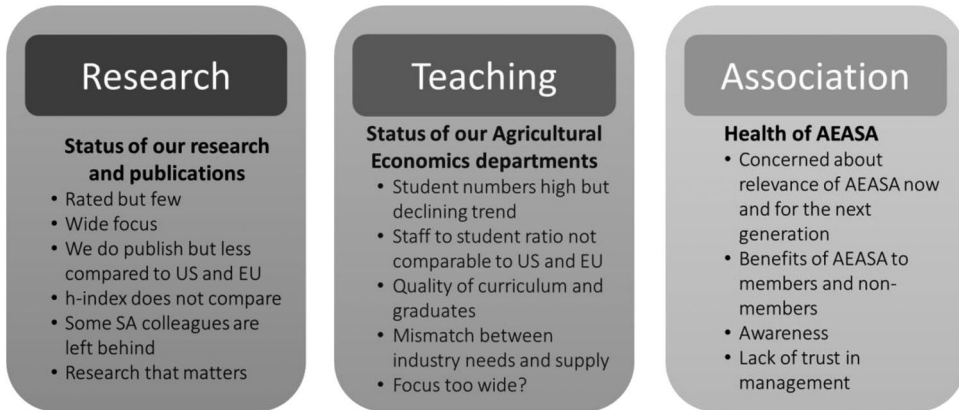 Research
Status of our research
and publications
• Rated but few
• Wide focus
• We do publish but less
compared to US and EU
• h-index does not compare
• Some SA colleagues are
left behind
• Research that matters
Teaching
Status of our Agricultural
Economics departments
• Student numbers high but
declining trend
• Staff to student ratio not
comparable to US and EU
• Quality of curriculum and
graduates
• Mismatch between
industry needs and supply
• Focus too wide?
Association
Health of AEASA
• Concerned about
relevance of AEASA now
and for the next
generation
• Benefits of AEASA to
members and non-
members
• Awareness
• Lack of trust in
management